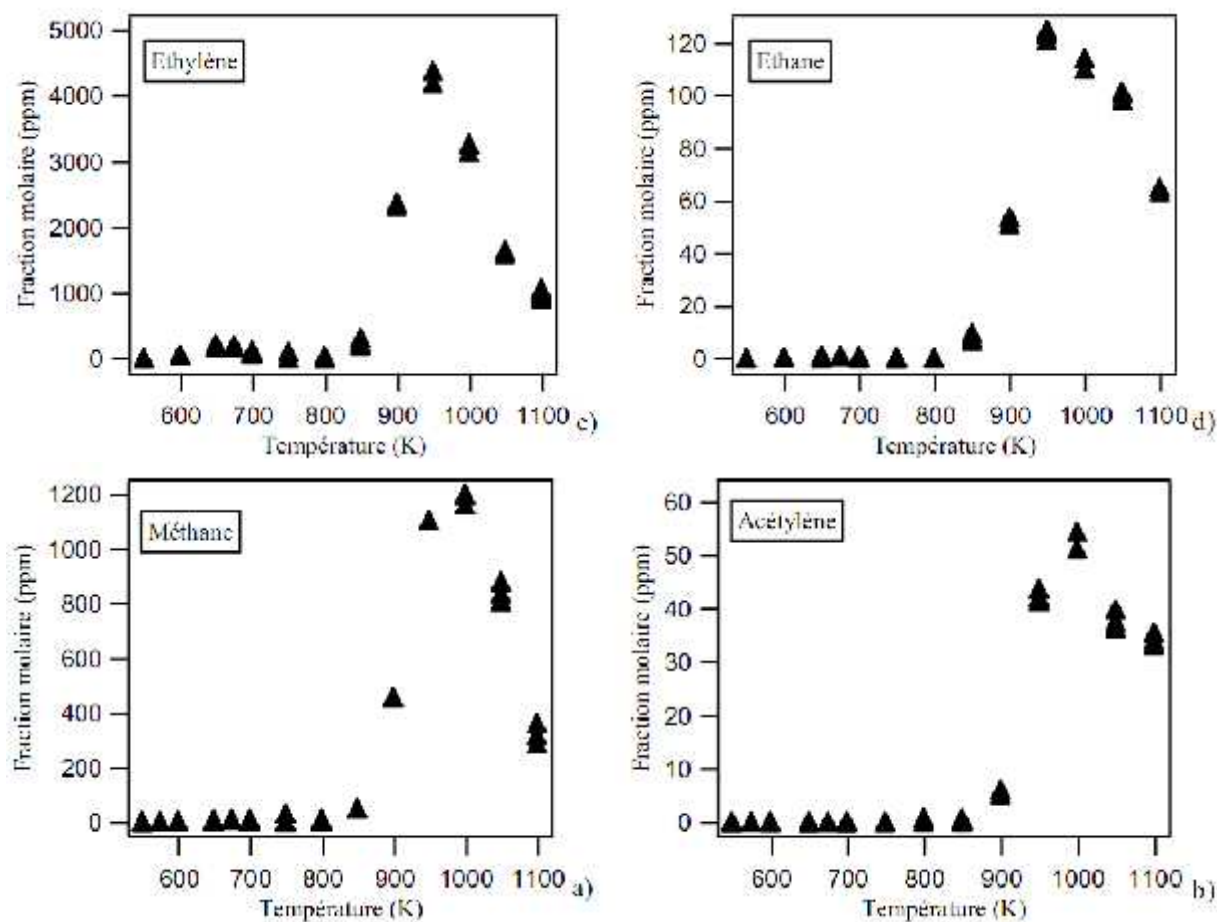 Ethylène
Fraction molaire (ppm)
5000
4000
3000
2000
1000
0
600 700 800 900 1000 1100
Température (K)
c)
Ethane
Fraction molaire (ppm)
120
100
80
60
40
20
0
600 700 800 900 1000 1100
Température (K)
d)
Méthane
Fraction molaire (ppm)
1200
1000
800
600
400
200
0
600 700 800 900 1000 1100
Température (K)
a)
Acétylène
Fraction molaire (ppm)
60
50
40
30
20
10
0
600 700 800 900 1000 1100
Température (K)
b)